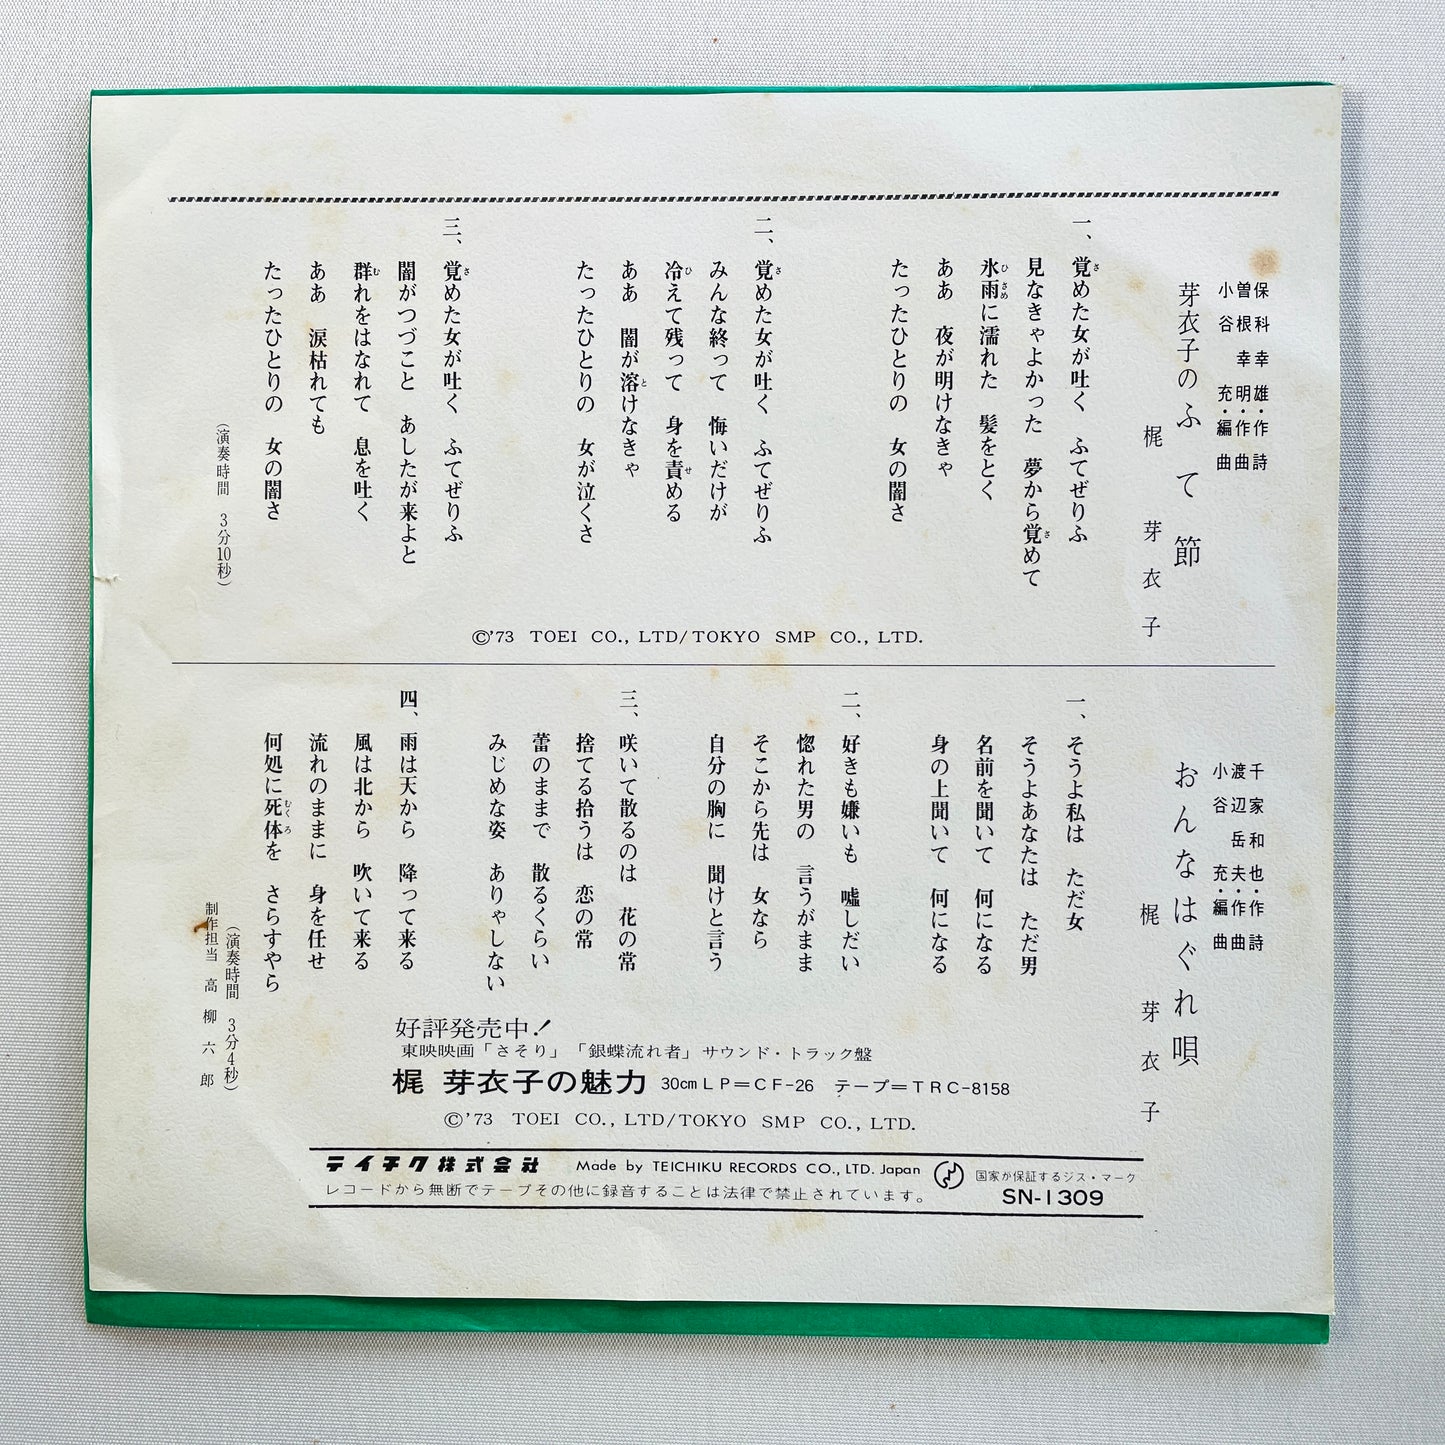 保科幸雄・作詩
曽根幸明・作曲
小谷充・編曲
芽衣子のふて節
梶芽衣子
一、覚めた女が吐く　ふてぜりふ
見なきゃよかった　夢から覚めて
氷雨に濡れた　髪をとく
ああ　夜が明けなきゃ
たったひとりの　女の闇さ
二、覚めた女が吐く　ふてぜりふ
みんな終って　悔いだけが
冷えて残って　身を責める
ああ　闇が溶けなきゃ
たったひとりの　女が泣くさ
三、覚めた女が吐く　ふてぜりふ
闇がつづこと　あしたが来よと
群れをはなれて　息を吐く
ああ　涙枯れても
たったひとりの　女の闇さ
(演奏時間　3分10秒)
©'73 TOEI CO., LTD/TOKYO SMP CO., LTD.
千家和也・作詩
渡辺岳夫・作曲
小谷充・編曲
おんなはぐれ唄
梶芽衣子
一、そうよ私は　ただ女
そうよあなたは　ただ男
名前を聞いて　何になる
身の上聞いて　何になる
二、好きも嫌いも　嘘しだい
惚れた男の　言うがまま
そこから先は　女なら
自分の胸に　聞けと言う
三、咲いて散るのは　花の常
捨てる拾うは　恋の常
蕾のままで　散るくらい
みじめな姿　ありゃしない
四、雨は天から　降って来る
風は北から　吹いて来る
流れのままに　身を任せ
何処に死体を　さらすやら
(演奏時間　3分4秒)
制作担当　高柳六郎
好評発売中!
東映映画「さそり」「銀蝶流れ者」サウンド・トラック盤
梶 芽衣子の魅力 30cmLP=CF-26　テープ=TRC-8158
©'73 TOEI CO., LTD/TOKYO SMP CO., LTD.
テイチク株式会社 Made by TEICHIKU RECORDS CO., LTD. Japan
レコードから無断でテープその他に録音することは法律で禁止されています。
国家が保証するジス・マーク
SN-1309